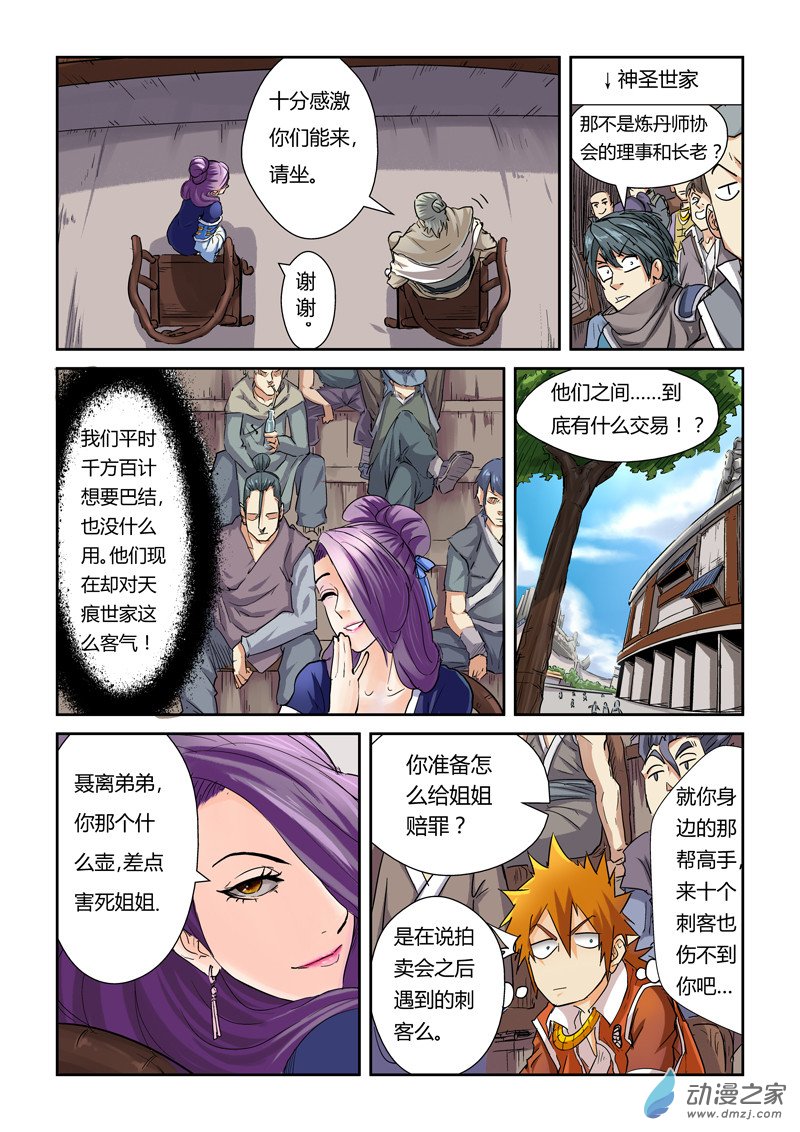 十分感激
你们能来，
请坐。
谢
谢。
↓神圣世家
那不是炼丹师协
会的理事和长老？
我们平时
千方百计
想要巴结，
也没什么
用。他们现
在却对天
痕世家这
么客气！
他们之间……到
底有什么交易！？
聂离弟弟，
你那个什
么壶，差点
害死姐姐.
你准备怎
么给姐姐
赔罪？
是在说拍
卖会之后
遇到的刺
客么。
就你身
边的那
帮高手，
来十个
刺客也
伤不到
你吧…
动漫之家
www.dmzj.com